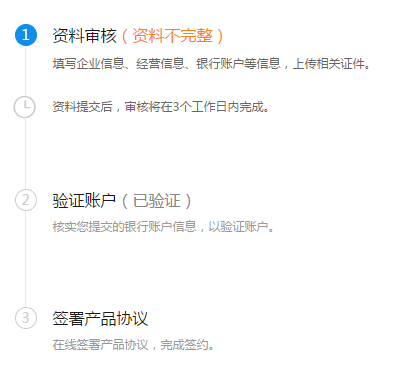 1 资料审核（资料不完整）
填写企业信息、经营信息、银行账户等信息，上传相关证件。
资料提交后，审核将在3个工作日内完成。
2 验证账户（已验证）
核实您提交的银行账户信息，以验证账户。
3 签署产品协议
在线签署产品协议，完成签约。